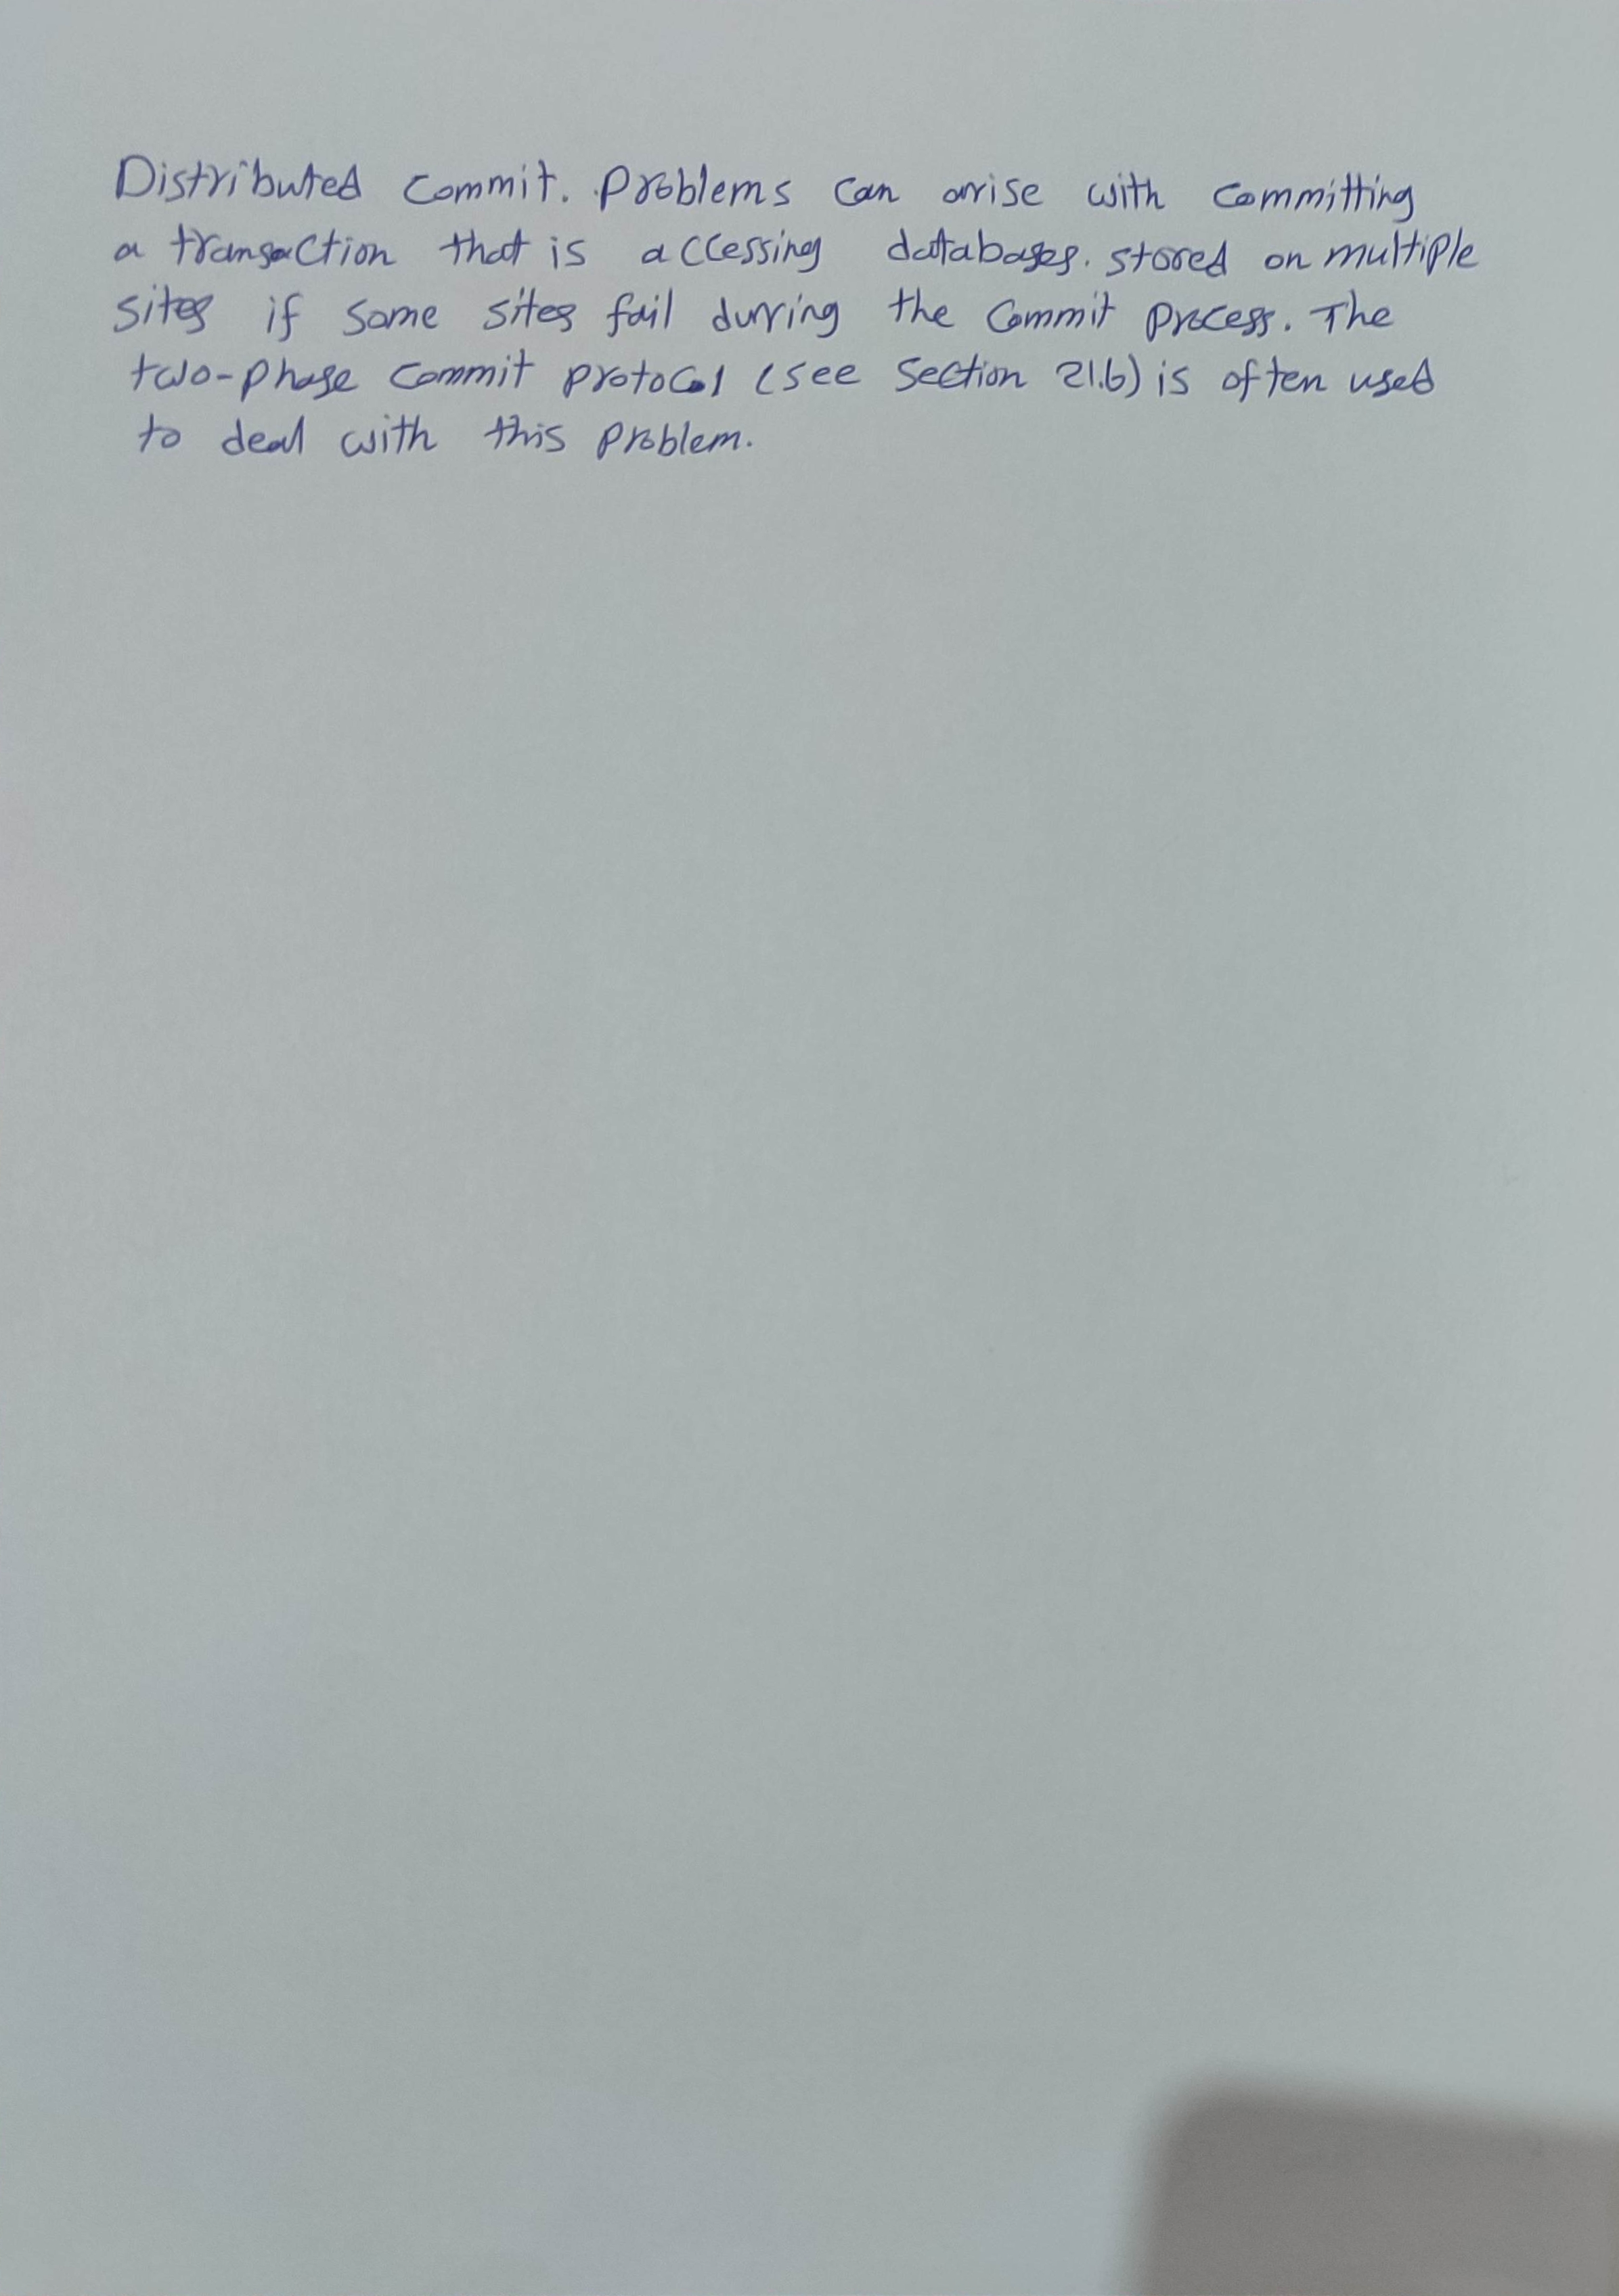 Distributed commit. Problems can arise with committing
a transaction that is accessing databases. stored on multiple
sites if some sites fail durring the commit process. The
two-phase commit protocol (see section 21.6) is often used
to deal with this problem.